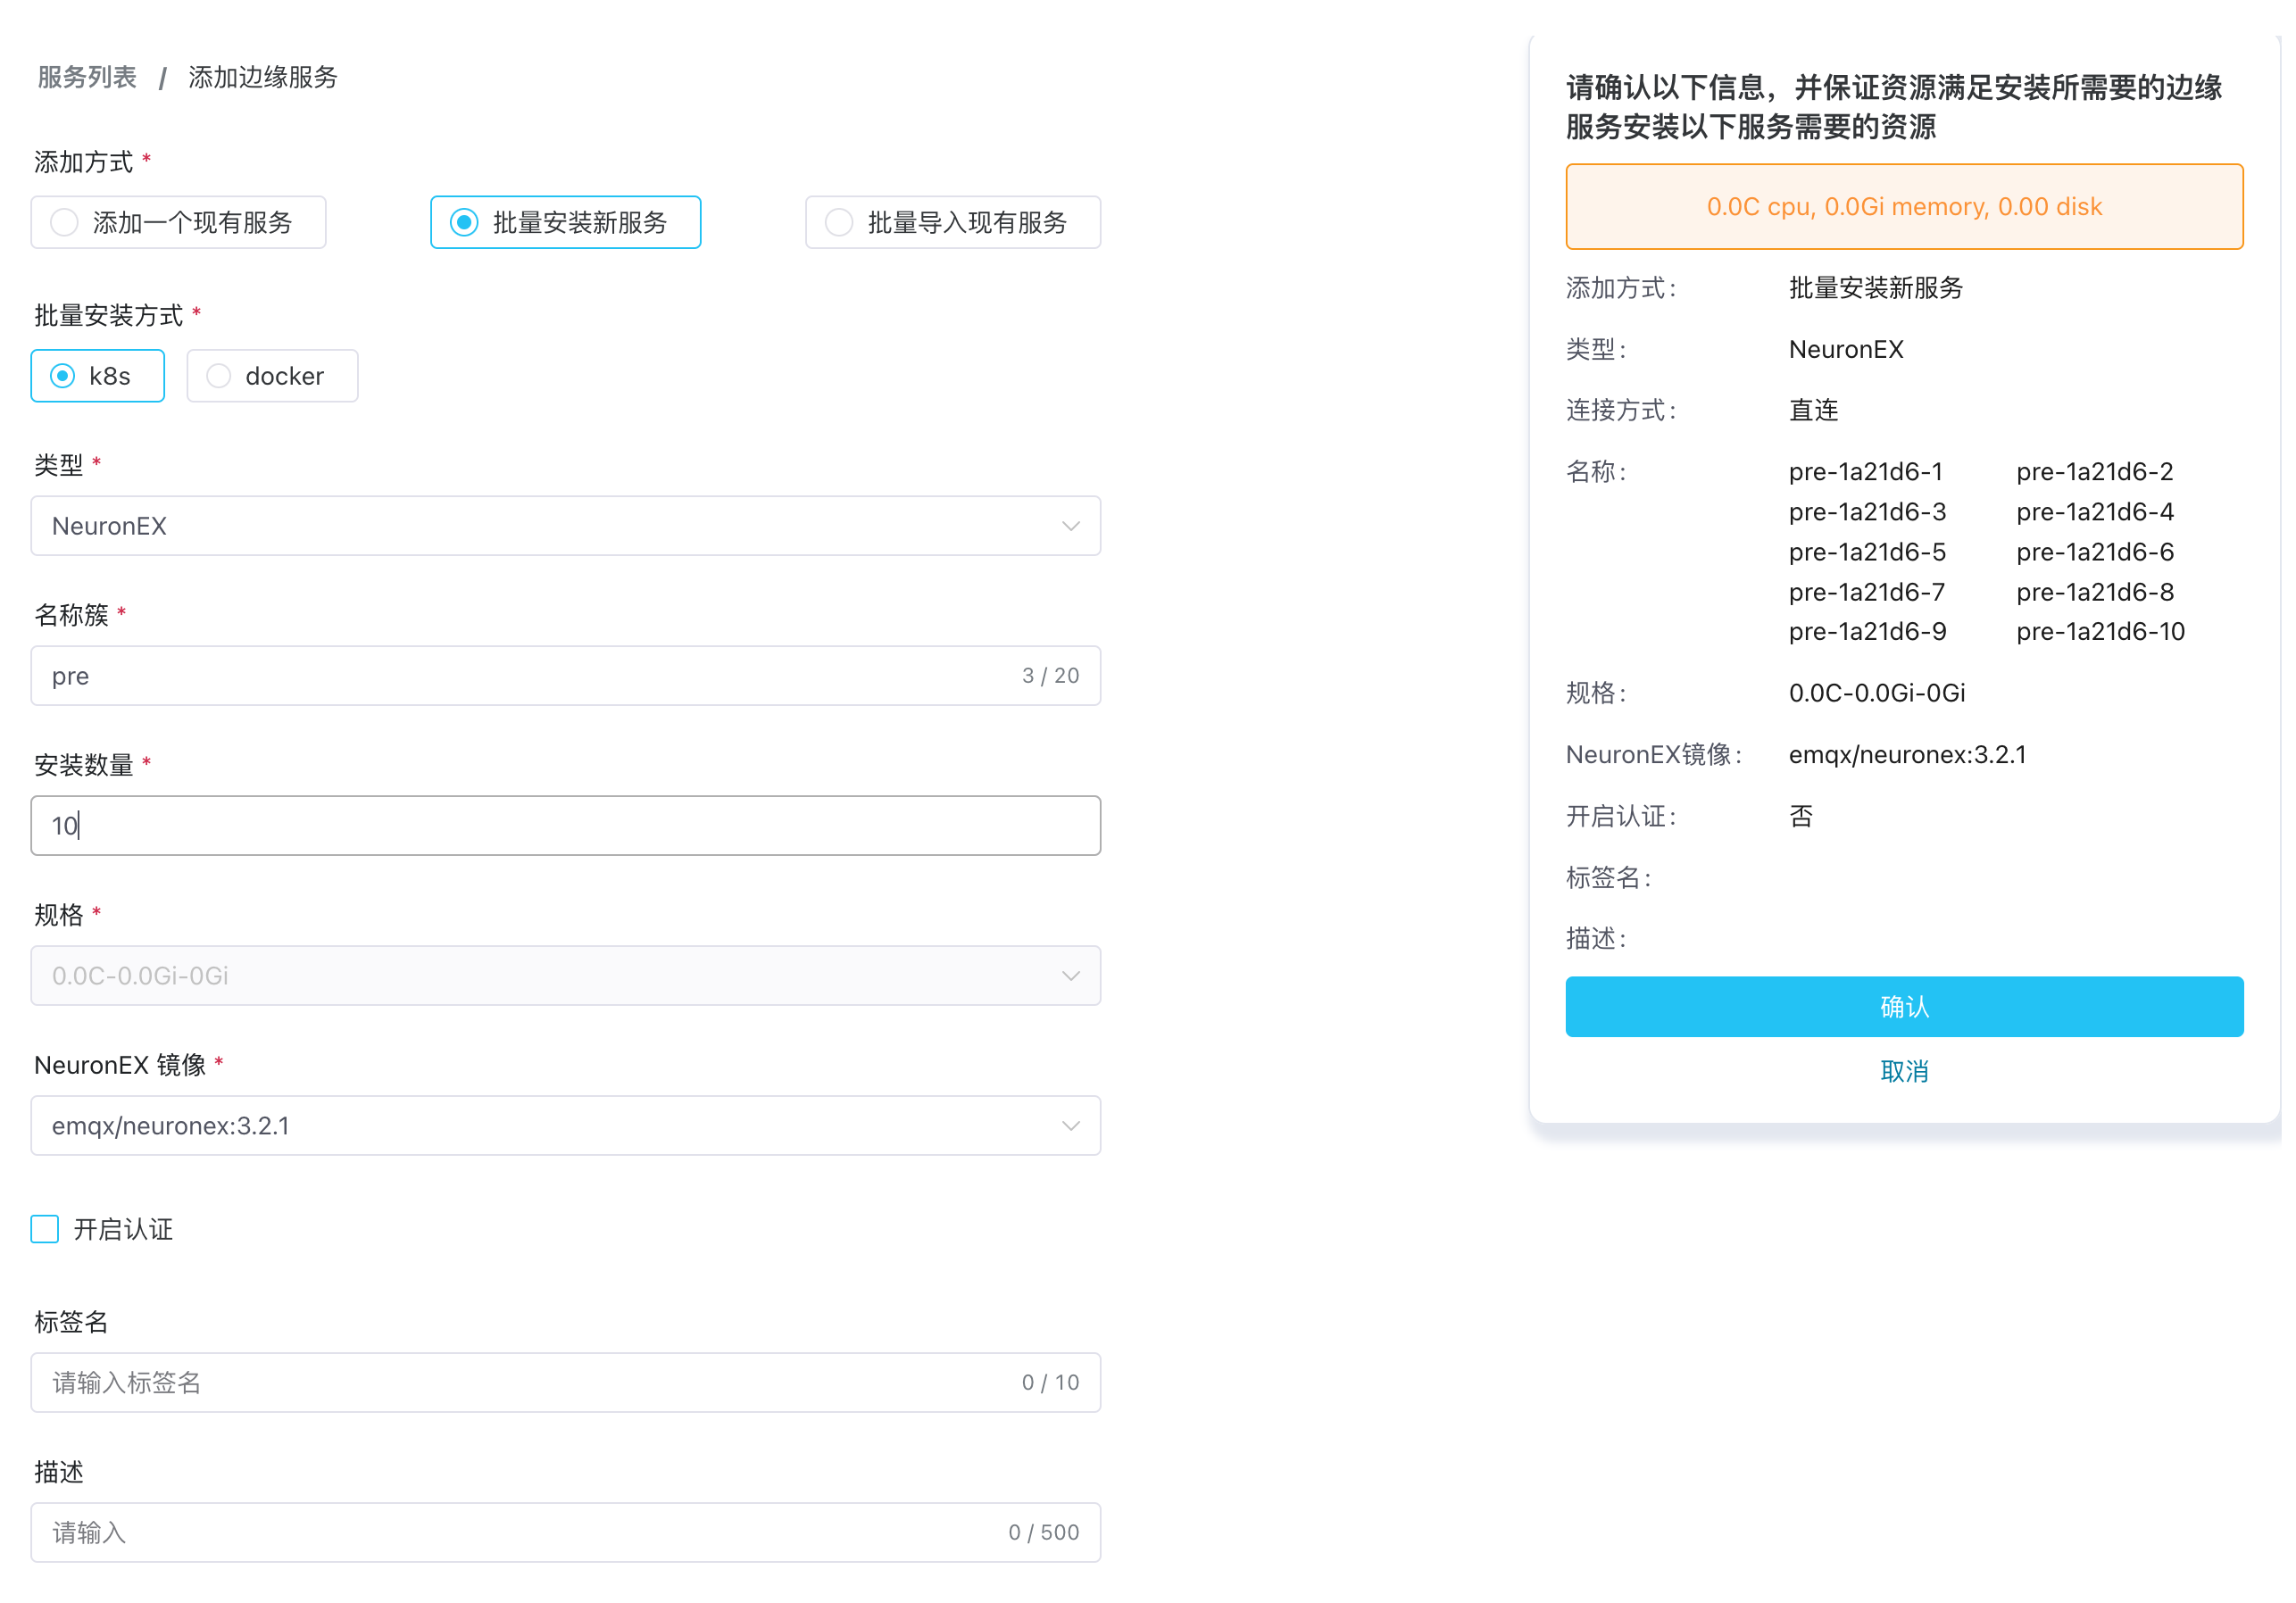 服务列表 / 添加边缘服务
添加方式 *
添加一个现有服务 批量安装新服务 批量导入现有服务
批量安装方式 *
k8s docker
类型 *
NeuronEX
名称簇 *
pre 3 / 20
安装数量 *
10
规格 *
0.0C-0.0Gi-0Gi
NeuronEX 镜像 *
emqx/neuronex:3.2.1
开启认证
标签名
请输入标签名 0 / 10
描述
请输入 0 / 500
请确认以下信息，并保证资源满足安装所需要的边缘
服务安装以下服务需要的资源
0.0C cpu, 0.0Gi memory, 0.00 disk
添加方式： 批量安装新服务
类型： NeuronEX
连接方式： 直连
名称： pre-1a21d6-1 pre-1a21d6-2
pre-1a21d6-3 pre-1a21d6-4
pre-1a21d6-5 pre-1a21d6-6
pre-1a21d6-7 pre-1a21d6-8
pre-1a21d6-9 pre-1a21d6-10
规格： 0.0C-0.0Gi-0Gi
NeuronEX镜像： emqx/neuronex:3.2.1
开启认证： 否
标签名：
描述：
确认
取消